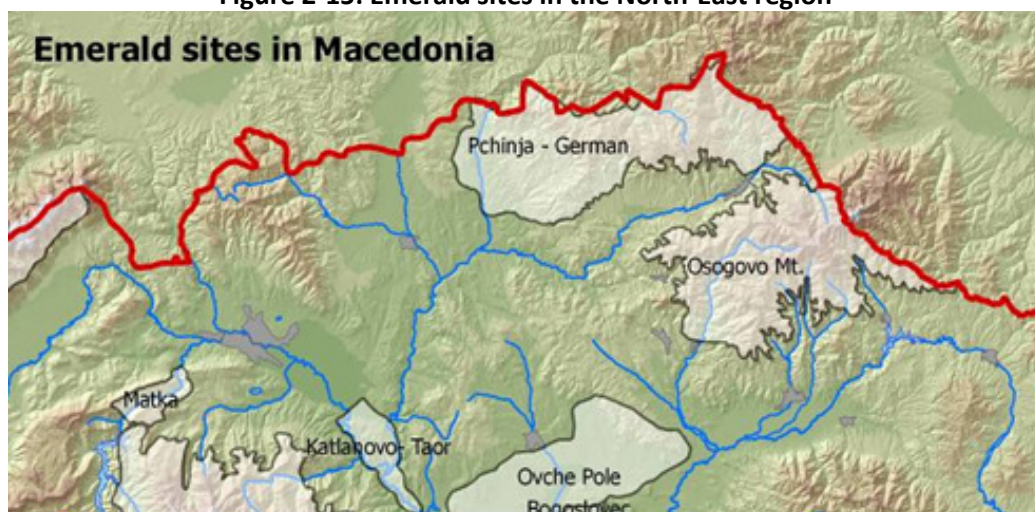 Figure 2-13: Emerald sites in the North-East region
Emerald sites in Macedonia
Pchinja - German
Osogovo Mt.
Matka
Katlanovo- Taor
Ovche Pole
Bogoslovec